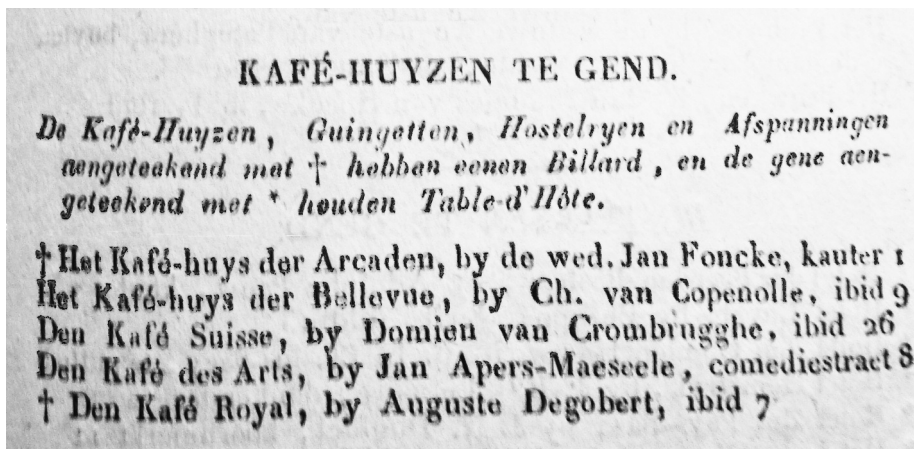 KAFÉ-HUYZEN TE GEND.
De Kafé-Huyzen, Guingetten, Hostelryen en Afspanningen
aengeteekend met † hebben eenen Billard, en de gene aen-
geteekend met * houden Table-d'Hôte.
† Het Kafé-huys der Arcaden, by de wed. Jan Foncke, kauter 1
Het Kafé-huys der Bellevue, by Ch. van Copenolle, ibid 9
Den Kafé Suisse, by Domien van Crombrugghe, ibid 26
Den Kafé des Arts, by Jan Apers-Maeseele, comediestraet 8
† Den Kafé Royal, by Auguste Degobert, ibid 7